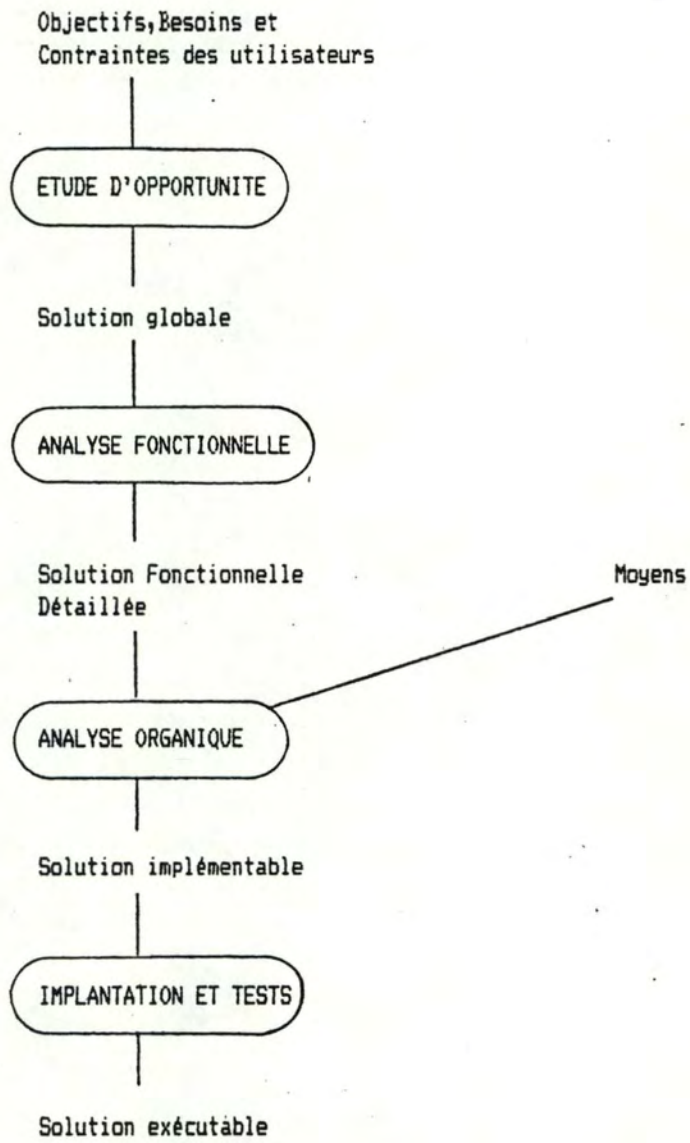 Objectifs,Besoins et
Contraintes des utilisateurs
ETUDE D'OPPORTUNITE
Solution globale
ANALYSE FONCTIONNELLE
Solution Fonctionnelle
Détaillée
Moyens
ANALYSE ORGANIQUE
Solution implémentable
IMPLANTATION ET TESTS
Solution exécutable